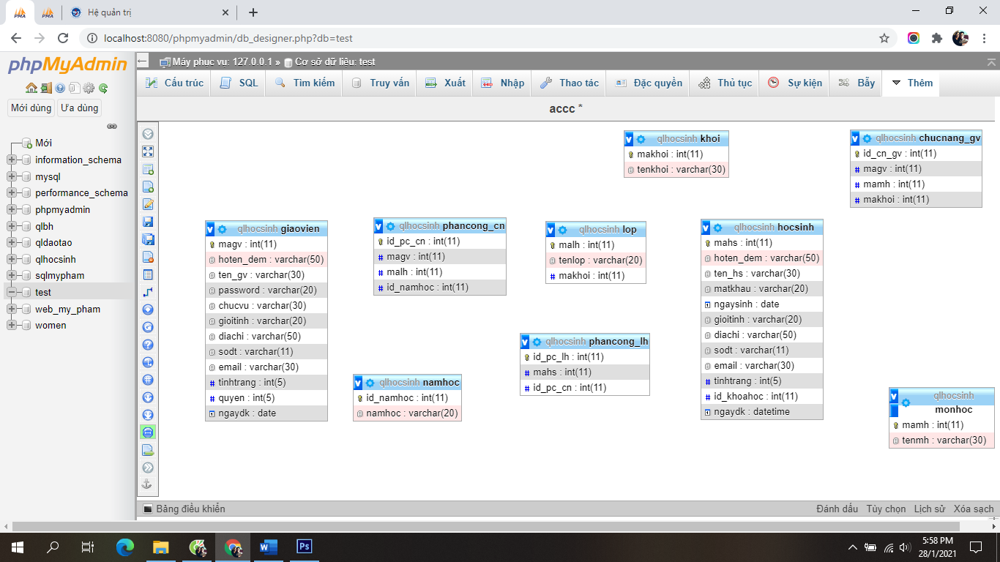 Hệ quản trị
localhost:8080/phpmyadmin/db_designer.php?db=test
phpMyAdmin
Mới dùng
Ưa dùng
Mới
information_schema
mysql
performance_schema
phpmyadmin
qlbh
qldaotao
qlhocsinh
sqlmypham
test
web_my_pham
women
Máy phục vụ: 127.0.0.1 » Cơ sở dữ liệu: test
Cấu trúc SQL Tìm kiếm Truy vấn Xuất Nhập Thao tác Đặc quyền Thủ tục Sự kiện Bẫy Thêm
accc *
qlhocsinh khoi
makhoi : int(11)
tenkhoi : varchar(30)
qlhocsinh chucnang_gv
id_cn_gv : int(11)
magv : int(11)
mamh : int(11)
makhoi : int(11)
qlhocsinh giaovien
magv : int(11)
hoten_dem : varchar(50)
ten_gv : varchar(30)
password : varchar(20)
chucvu : varchar(30)
gioitinh : varchar(20)
diachi : varchar(50)
sodt : varchar(11)
email : varchar(30)
tinhtrang : int(5)
quyen : int(5)
ngaydk : date
qlhocsinh phancong_cn
id_pc_cn : int(11)
magv : int(11)
malh : int(11)
id_namhoc : int(11)
qlhocsinh lop
malh : int(11)
tenlop : varchar(20)
makhoi : int(11)
qlhocsinh hocsinh
mahs : int(11)
hoten_dem : varchar(50)
ten_hs : varchar(30)
matkhau : varchar(20)
ngaysinh : date
gioitinh : varchar(20)
diachi : varchar(50)
sodt : varchar(11)
email : varchar(30)
tinhtrang : int(5)
id_khoahoc : int(11)
ngaydk : datetime
qlhocsinh phancong_lh
id_pc_lh : int(11)
mahs : int(11)
id_pc_cn : int(11)
qlhocsinh namhoc
id_namhoc : int(11)
namhoc : varchar(20)
qlhocsinh
monhoc
mamh : int(11)
tenmh : varchar(30)
Bảng điều khiển
Đánh dấu Tùy chọn Lịch sử Xóa sạch
5:58 PM
28/1/2021